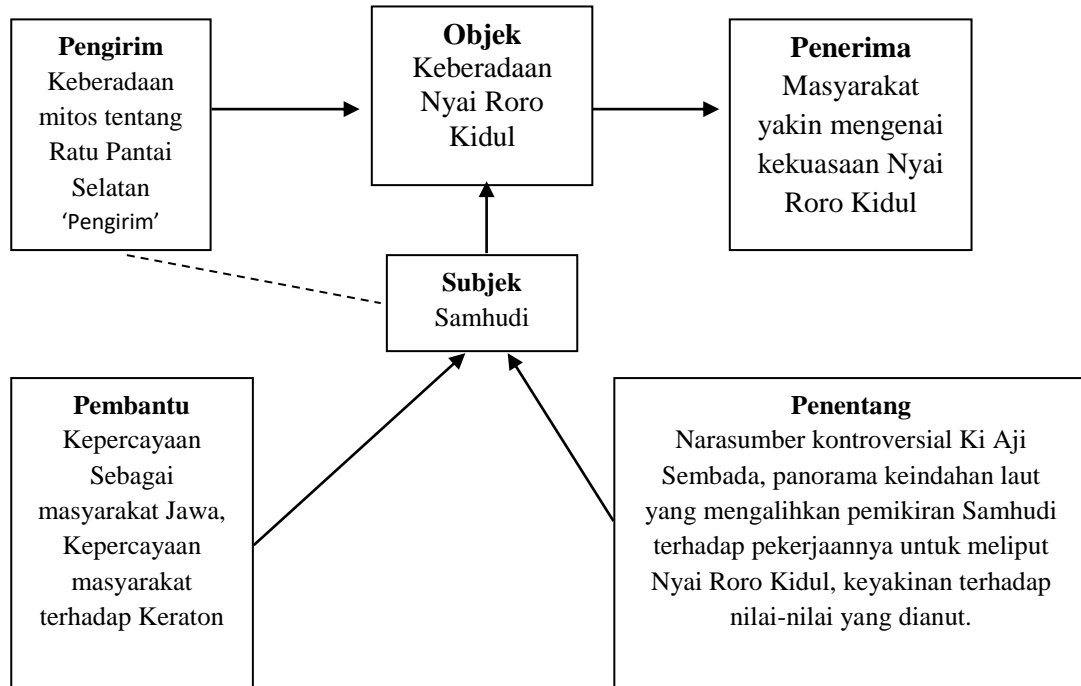 Pengirim
Keberadaan
mitos tentang
Ratu Pantai
Selatan
‘Pengirim’
Objek
Keberadaan
Nyai Roro
Kidul
Penerima
Masyarakat
yakin mengenai
kekuasaan Nyai
Roro Kidul
Subjek
Samhudi
Pembantu
Kepercayaan
Sebagai
masyarakat Jawa,
Kepercayaan
masyarakat
terhadap Keraton
Penentang
Narasumber kontroversial Ki Aji
Sembada, panorama keindahan laut
yang mengalihkan pemikiran Samhudi
terhadap pekerjaannya untuk meliput
Nyai Roro Kidul, keyakinan terhadap
nilai-nilai yang dianut.